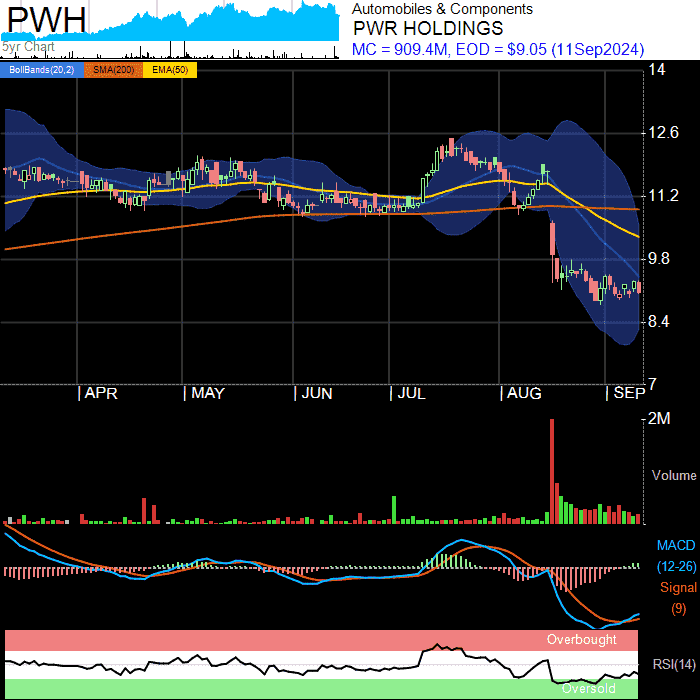 PWH
5yr Chart
Automobiles & Components
PWR HOLDINGS
MC = 909.4M, EOD = $9.05 (11Sep2024)
BollBands(20,2) SMA(200) EMA(50)
14
12.6
11.2
9.8
8.4
7
APR MAY JUN JUL AUG SEP
2M
Volume
MACD
(12-26)
Signal
(9)
Overbought
RSI(14)
Oversold